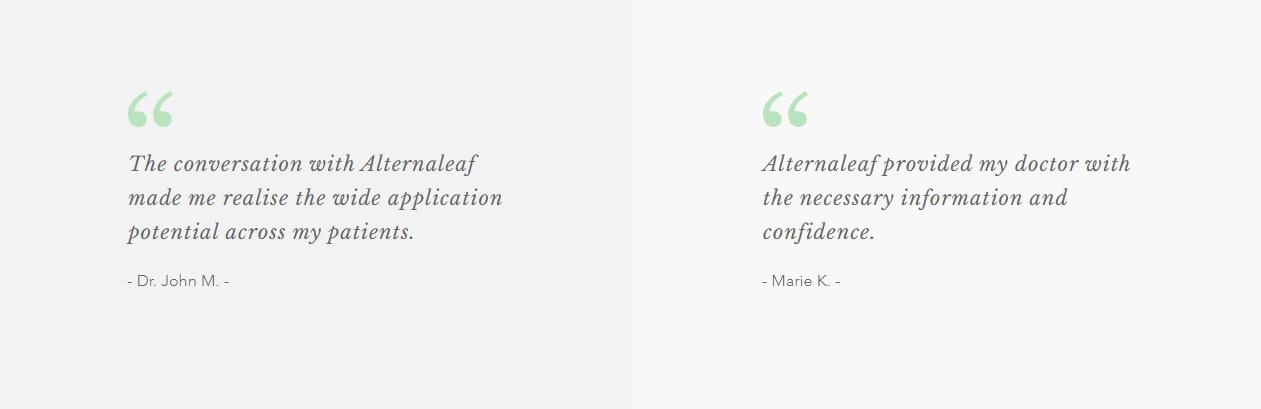 “
The conversation with Alternaleaf
made me realise the wide application
potential across my patients.
- Dr. John M. -
“
Alternaleaf provided my doctor with
the necessary information and
confidence.
- Marie K. -